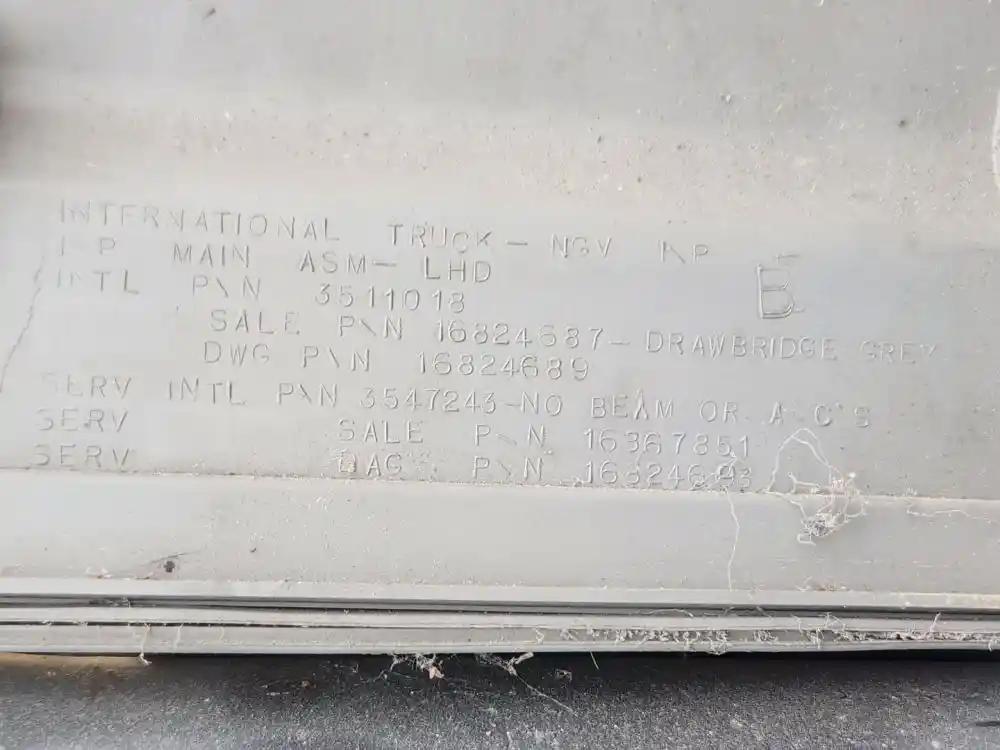 INTERNATIONAL TRUCK - NGV I\P
I\P MAIN ASM- LHD
B
INTL P\N 3511018
SALE P\N 16824687- DRAWBRIDGE GREY
DWG P\N 16824689
SERV INTL P\N 3547243-NO BEAM OR A\C'S
SERV SALE P\N 16367851
SERV P\N 16824693